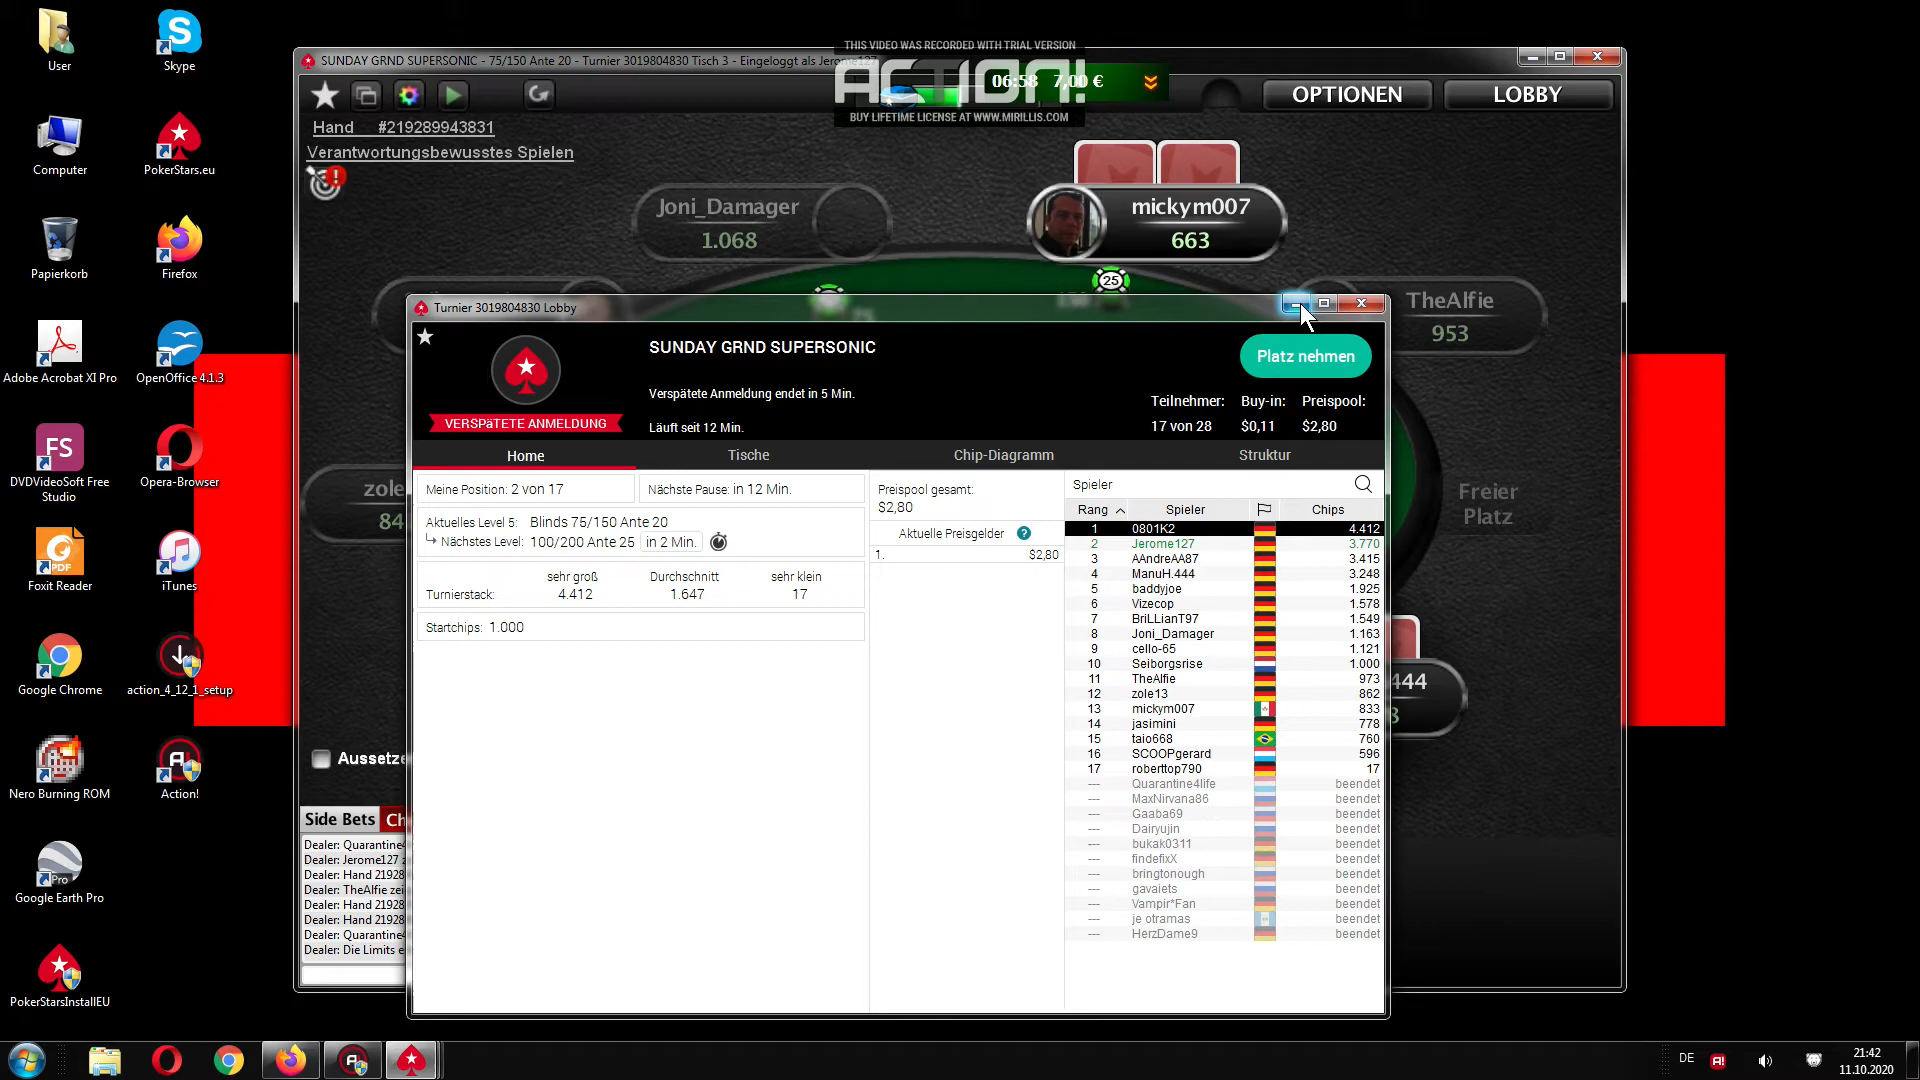 User
Skype
Computer
PokerStars.eu
Papierkorb
Firefox
Adobe Acrobat XI Pro
OpenOffice 4.1.3
DVDVideoSoft Free
Studio
Opera-Browser
Foxit Reader
iTunes
Google Chrome
action_4_12_1_setup
Nero Burning ROM
Action!
Google Earth Pro
PokerStarsInstallEU
THIS VIDEO WAS RECORDED WITH TRIAL VERSION
ACTION!
BUY LIFETIME LICENSE AT WWW.MIRILLIS.COM
SUNDAY GRND SUPERSONIC - 75/150 Ante 20 - Turnier 3019804830 Tisch 3 - Eingeloggt als Jerome127
06:58 7,00 €
OPTIONEN
LOBBY
Hand #219289943831
Verantwortungsbewusstes Spielen
Joni_Damager
1.068
mickym007
663
25
TheAlfie
953
zole
84
Freier
Platz
444
Aussetze
Side Bets
Ch
Dealer: Quarantine4
Dealer: Jerome127 z
Dealer: Hand 21928
Dealer: TheAlfie zei
Dealer: Hand 21928
Dealer: Hand 21928
Dealer: Quarantine4
Dealer: Die Limits e
Turnier 3019804830 Lobby
SUNDAY GRND SUPERSONIC
Platz nehmen
Verspätete Anmeldung endet in 5 Min.
VERSPäTETE ANMELDUNG
Läuft seit 12 Min.
Teilnehmer: Buy-in: Preispool:
17 von 28 $0,11 $2,80
Home Tische Chip-Diagramm Struktur
Meine Position: 2 von 17
Nächste Pause: in 12 Min.
Aktuelles Level 5: Blinds 75/150 Ante 20
Nächstes Level: 100/200 Ante 25 in 2 Min.
sehr groß Durchschnitt sehr klein
Turnierstack: 4.412 1.647 17
Startchips: 1.000
Preispool gesamt:
$2,80
Aktuelle Preisgelder ?
1. $2,80
Spieler
Rang Spieler Chips
1 0801K2 4.412
2 Jerome127 3.770
3 AAndreAA87 3.415
4 ManuH.444 3.248
5 baddyjoe 1.925
6 Vizecop 1.578
7 BriLLianT97 1.549
8 Joni_Damager 1.163
9 cello-65 1.121
10 Seiborgsrise 1.000
11 TheAlfie 973
12 zole13 862
13 mickym007 833
14 jasimini 778
15 taio668 760
16 SCOOPgerard 596
17 roberttop790 17
--- Quarantine4life beendet
--- MaxNirvana86 beendet
--- Gaaba69 beendet
--- Dairyujin beendet
--- bukak0311 beendet
--- findefixX beendet
--- bringtonough beendet
--- gavaiets beendet
--- Vampir*Fan beendet
--- je otramas beendet
--- HerzDame9 beendet
DE
21:42
11.10.2020